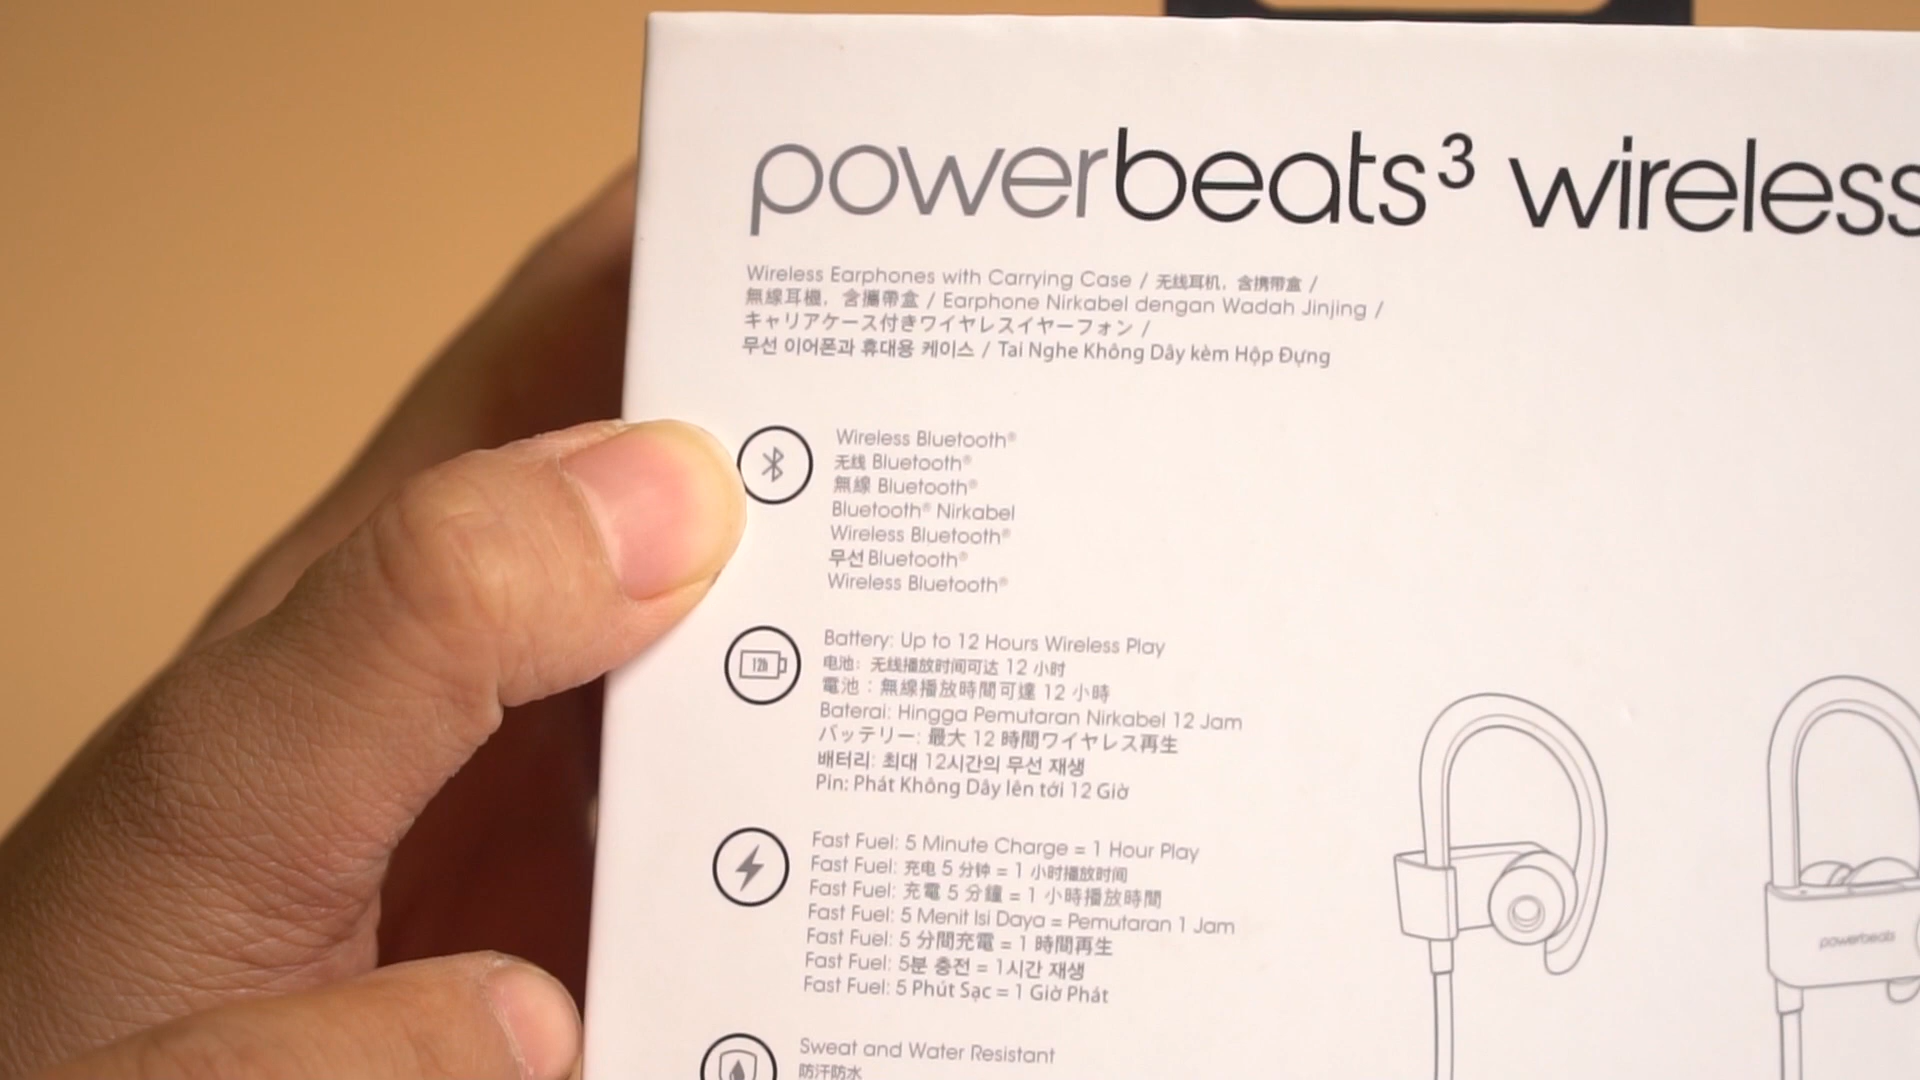 powerbeats³ wireless
Wireless Earphones with Carrying Case / 无线耳机，含携带盒 /
無線耳機，含攜帶盒 / Earphone Nirkabel dengan Wadah Jinjing /
キャリアケース付きワイヤレスイヤーフォン /
무선 이어폰과 휴대용 케이스 / Tai Nghe Không Dây kèm Hộp Đựng
Wireless Bluetooth®
无线 Bluetooth®
無線 Bluetooth®
Bluetooth® Nirkabel
Wireless Bluetooth®
무선 Bluetooth®
Wireless Bluetooth®
12h
Battery: Up to 12 Hours Wireless Play
电池：无线播放时间可达 12 小时
電池：無線播放時間可達 12 小時
Baterai: Hingga Pemutaran Nirkabel 12 Jam
バッテリー: 最大 12 時間ワイヤレス再生
배터리: 최대 12시간의 무선 재생
Pin: Phát Không Dây lên tới 12 Giờ
Fast Fuel: 5 Minute Charge = 1 Hour Play
Fast Fuel: 充电 5 分钟 = 1 小时播放时间
Fast Fuel: 充電 5 分鐘 = 1 小時播放時間
Fast Fuel: 5 Menit Isi Daya = Pemutaran 1 Jam
Fast Fuel: 5 分間充電 = 1 時間再生
Fast Fuel: 5분 충전 = 1시간 재생
Fast Fuel: 5 Phút Sạc = 1 Giờ Phát
powerbeats
Sweat and Water Resistant
防汗防水